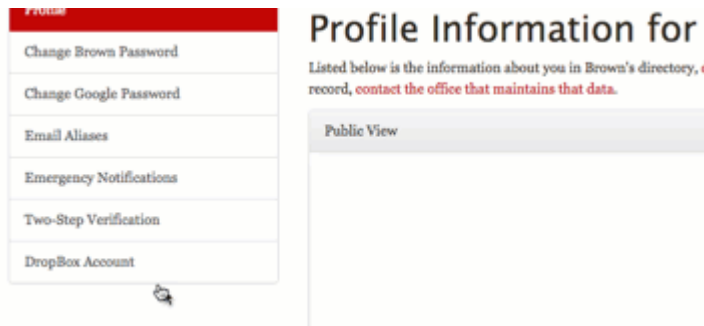 Profile
Change Brown Password
Change Google Password
Email Aliases
Emergency Notifications
Two-Step Verification
DropBox Account
Profile Information for
Listed below is the information about you in Brown's directory,
record, contact the office that maintains that data.
Public View